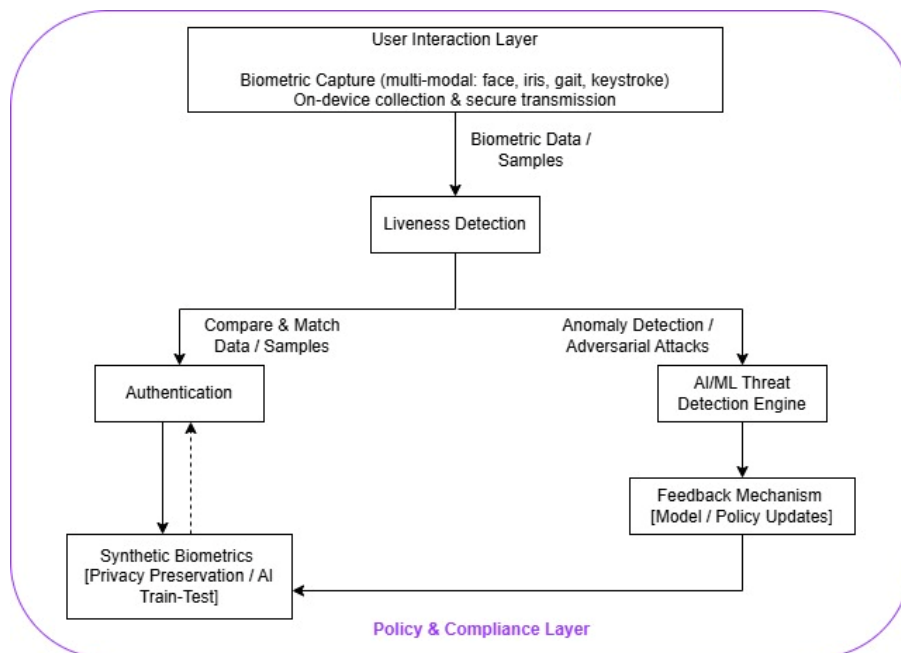 User Interaction Layer
Biometric Capture (multi-modal: face, iris, gait, keystroke)
On-device collection & secure transmission
Biometric Data /
Samples
Liveness Detection
Compare & Match
Data / Samples
Anomaly Detection /
Adversarial Attacks
Authentication
AI/ML Threat
Detection Engine
Feedback Mechanism
[Model / Policy Updates]
Synthetic Biometrics
[Privacy Preservation / AI
Train-Test]
Policy & Compliance Layer